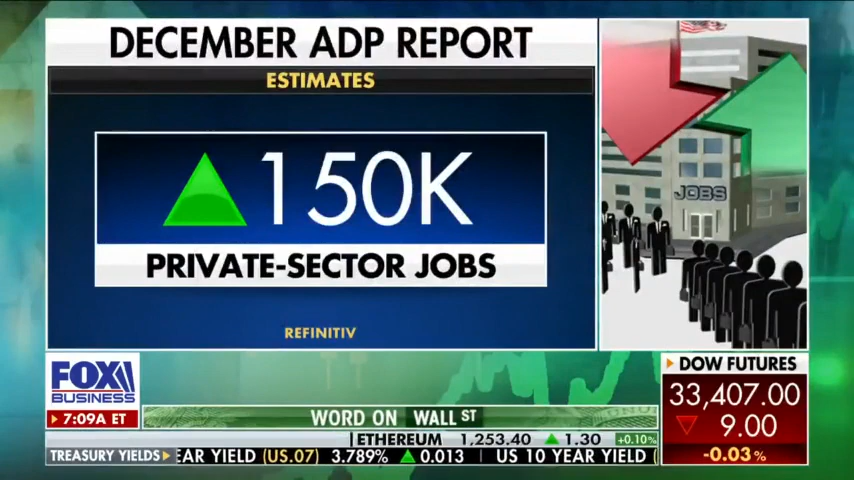 DECEMBER ADP REPORT
ESTIMATES
150K
PRIVATE-SECTOR JOBS
REFINITIV
JOBS
FOX
BUSINESS
7:09A ET
WORD ON WALL ST
DOW FUTURES
33,407.00
9.00
-0.03%
ETHEREUM 1,253.40 1.30 +0.10%
TREASURY YIELDS EAR YIELD (US.07) 3.789% 0.013 US 10 YEAR YIELD (